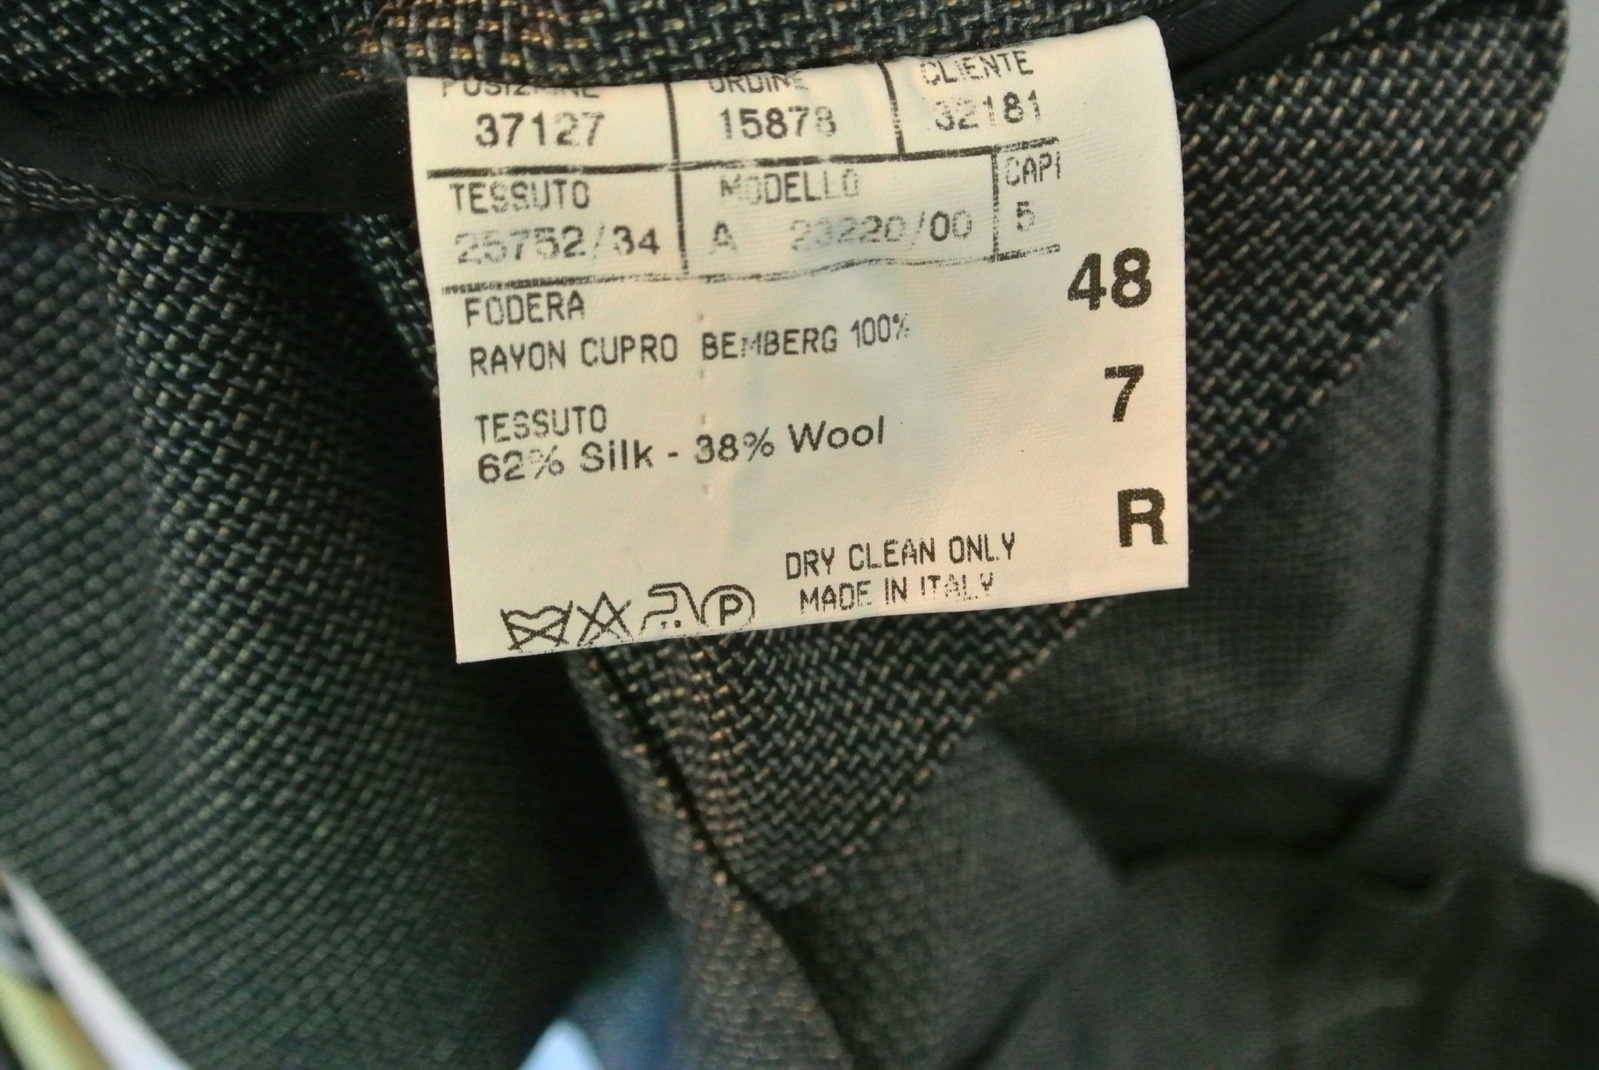 POSIZIONE ORDINE CLIENTE
37127 15878 32181
TESSUTO MODELLO CAPI
25752/34 A 23220/00 5
48
FODERA
RAYON CUPRO BEMBERG 100%
7
TESSUTO
62% Silk - 38% Wool
R
DRY CLEAN ONLY
MADE IN ITALY
P